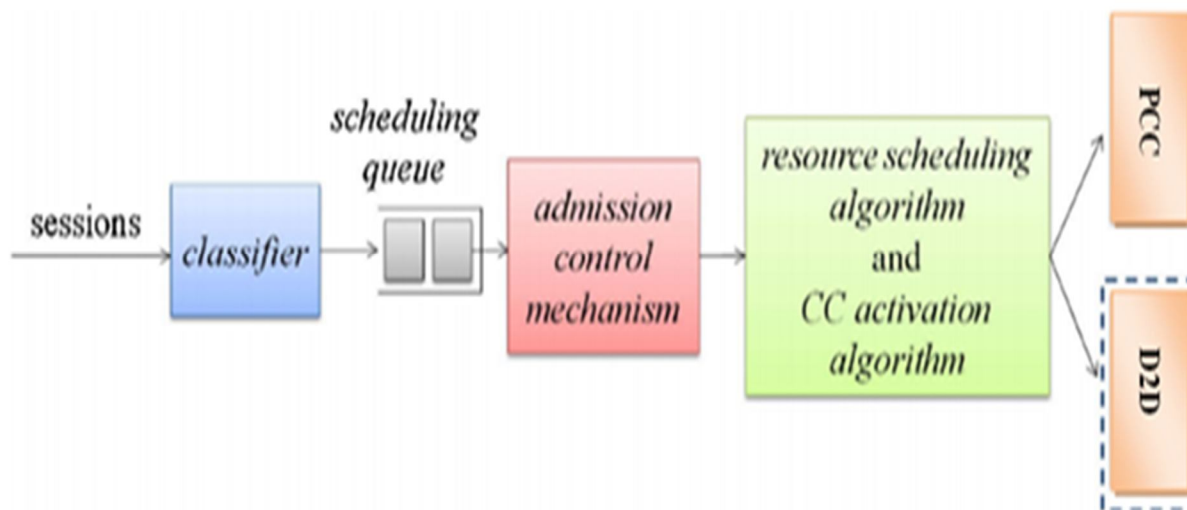 sessions
classifier
scheduling
queue
admission
control
mechanism
resource scheduling
algorithm
and
CC activation
algorithm
PCC
D2D